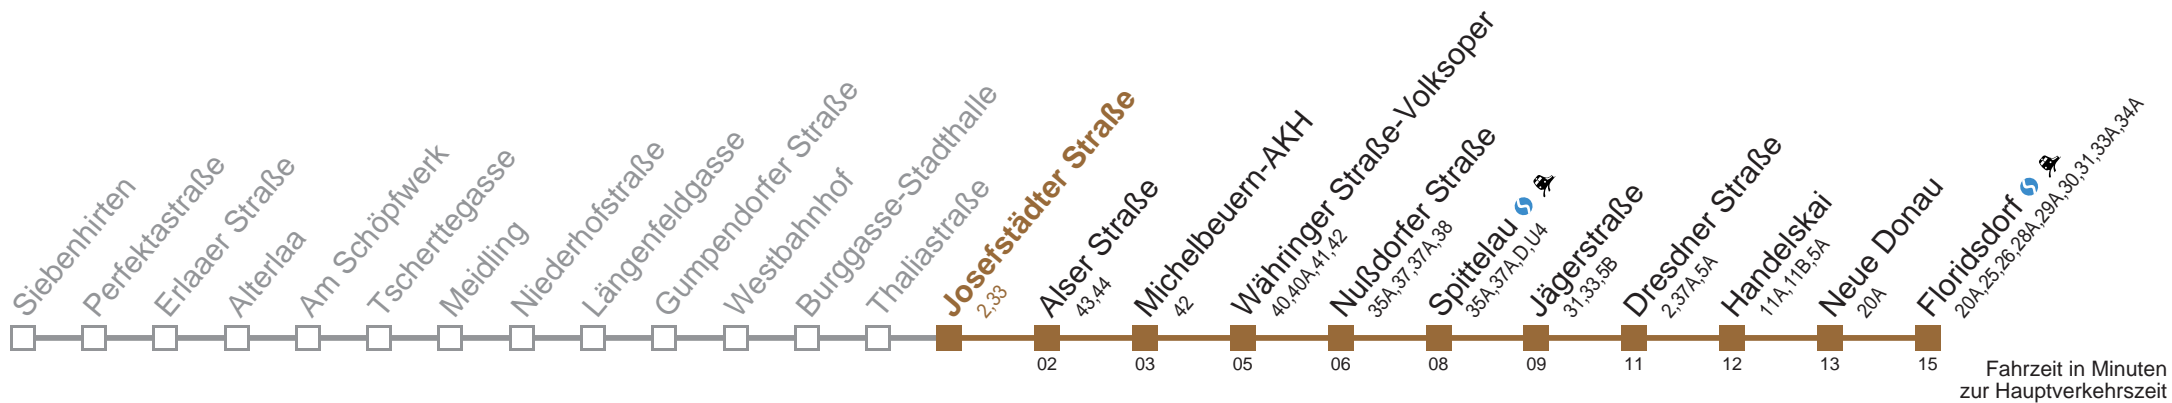 Siebenhirten
Perfektastraße
Erlaaer Straße
Alterlaa
Am Schöpfwerk
Tscherttegasse
Meidling
Niederhofstraße
Längenfeldgasse
Gumpendorfer Straße
Westbahnhof
Burggasse-Stadthalle
Thaliastraße
Josefstädter Straße
2,33
Alser Straße
43,44
Michelbeuern-AKH
42
Währinger Straße-Volksoper
40,40A,41,42
Nußdorfer Straße
35A,37,37A,38
Spittelau
35A,37A,D,U4
Jägerstraße
31,33,5B
Dresdner Straße
2,37A,5A
Handelskai
11A,11B,5A
Neue Donau
20A
Floridsdorf
20A,25,26,28A,29A,30,31,33A,34A
02 03 05 06 08 09 11 12 13 15
Fahrzeit in Minuten
zur Hauptverkehrszeit